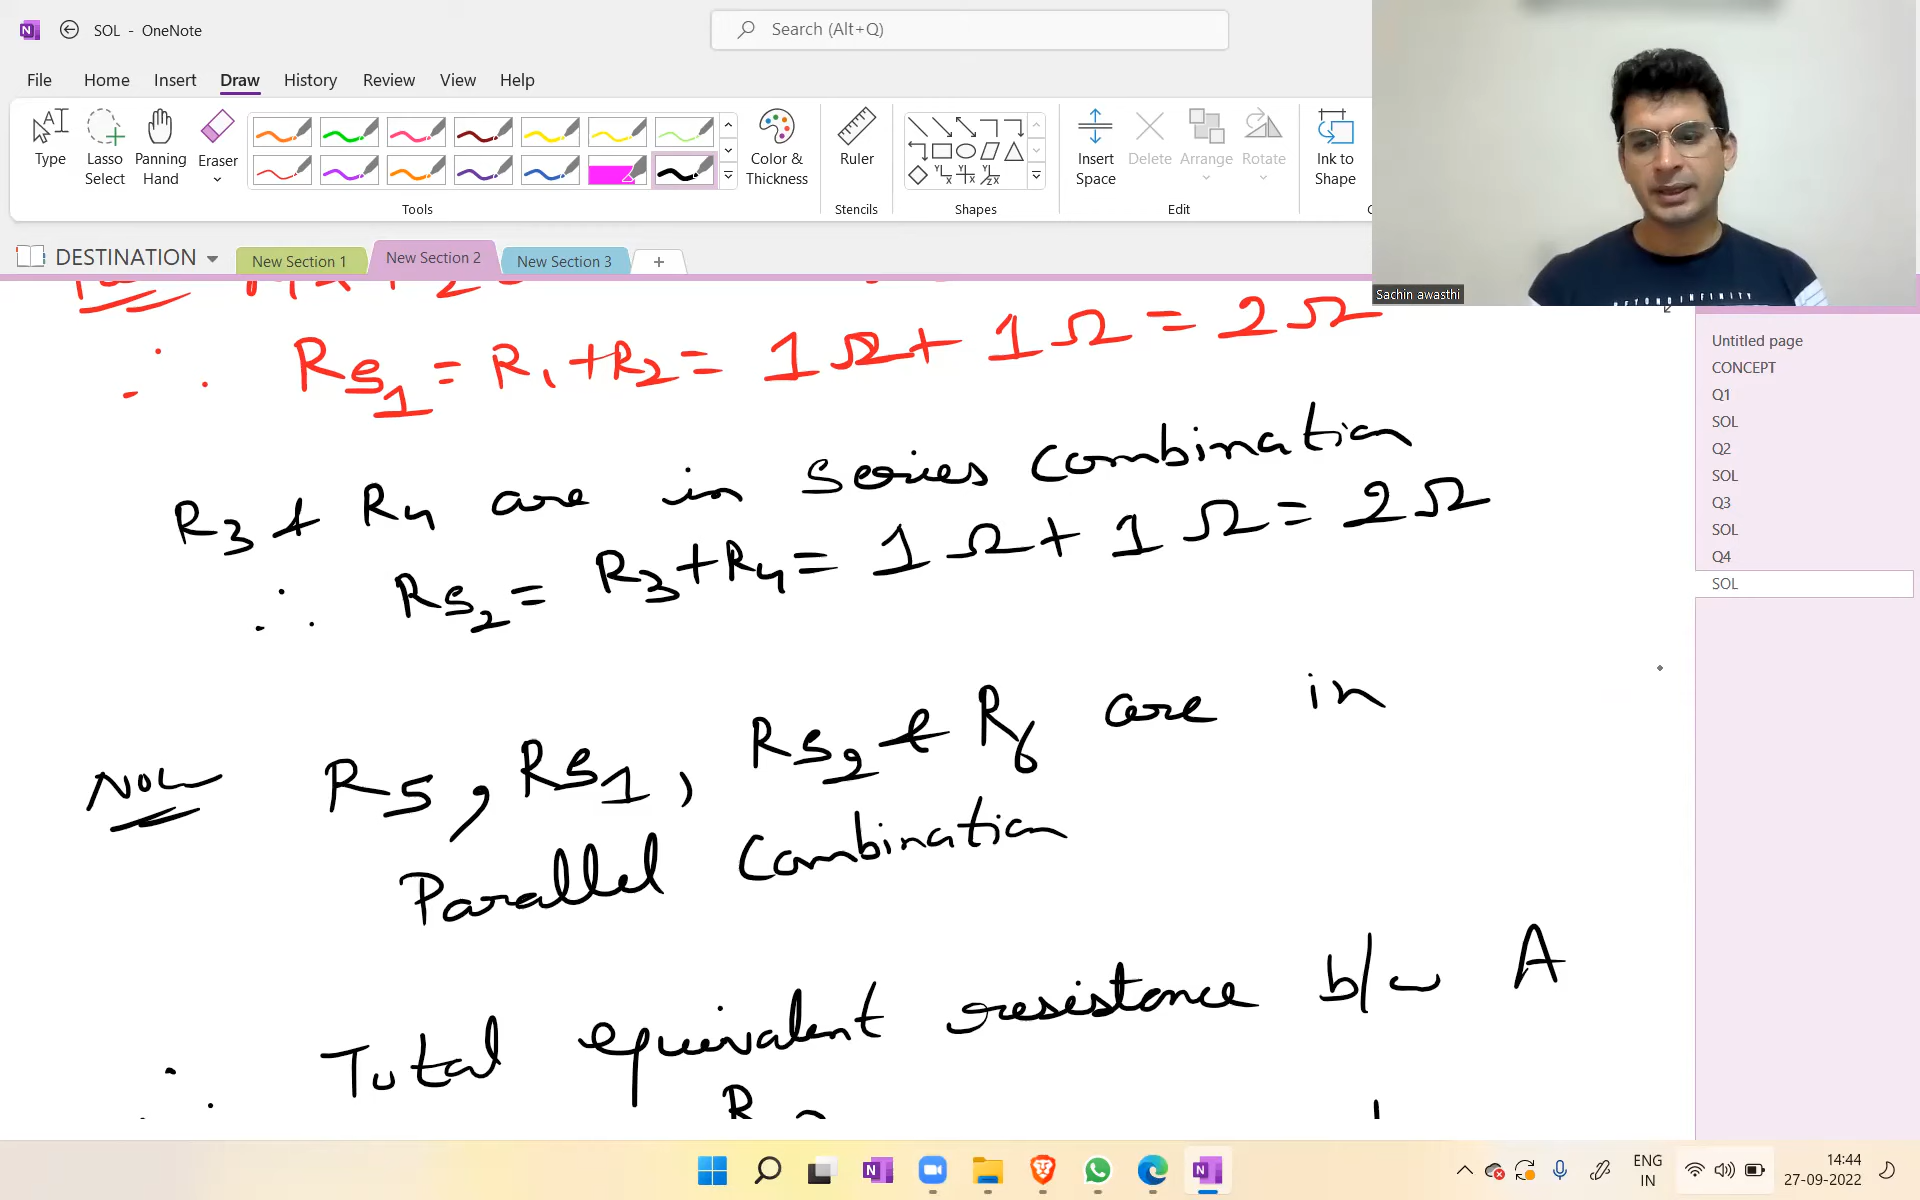 SOL - OneNote
Search (Alt+Q)
File Home Insert Draw History Review View Help
Type
Lasso Select
Panning Hand
Eraser
Color & Thickness
Ruler
Insert Space
Delete
Arrange
Rotate
Ink to Shape
Tools
Stencils
Shapes
Edit
DESTINATION
New Section 1
New Section 2
New Section 3
BEYOND INFINITY
Sachin awasthi
∴ Rs1 = R1+R2 = 1Ω + 1Ω = 2Ω
R3 & R4 are in Series Combination
∴ Rs2 = R3+R4 = 1Ω + 1Ω = 2Ω
Now R5, Rs1, Rs2 & R6 are in
Parallel Combination
∴ Total equivalent resistance b/w A
Untitled page
CONCEPT
Q1
SOL
Q2
SOL
Q3
SOL
Q4
SOL
ENG
IN
14:44
27-09-2022